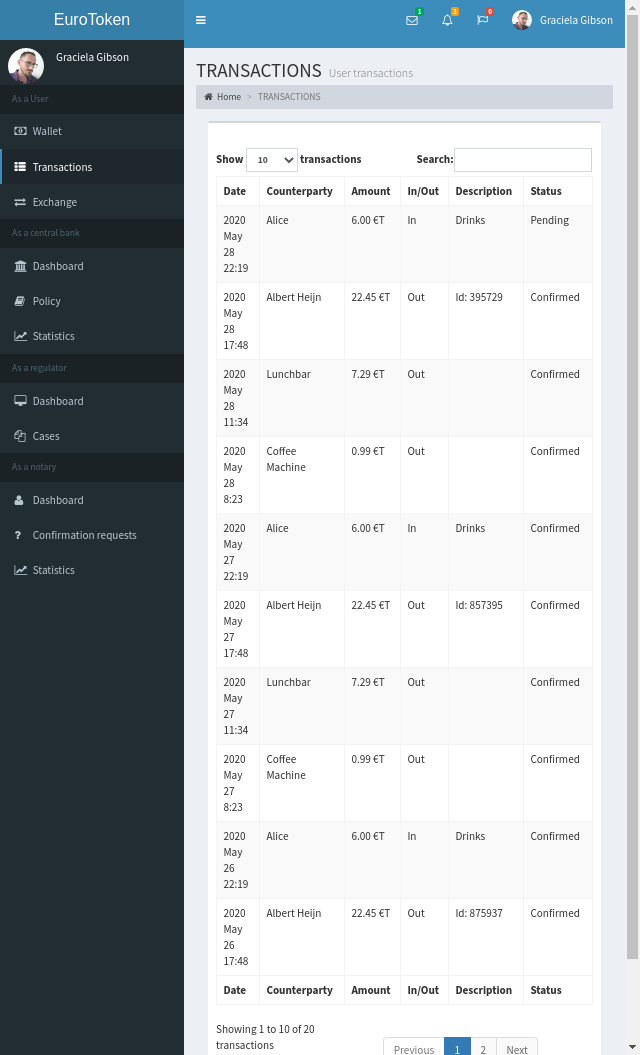 EuroToken
1
3
6
Graciela Gibson
Graciela Gibson
As a User
Wallet
Transactions
Exchange
As a central bank
Dashboard
Policy
Statistics
As a regulator
Dashboard
Cases
As a notary
Dashboard
Confirmation requests
Statistics
TRANSACTIONS User transactions
Home > TRANSACTIONS
Show 10 transactions Search:
Date Counterparty Amount In/Out Description Status
2020 Alice 6.00 €T In Drinks Pending
May
28
22:19
2020 Albert Heijn 22.45 €T Out Id: 395729 Confirmed
May
28
17:48
2020 Lunchbar 7.29 €T Out Confirmed
May
28
11:34
2020 Coffee 0.99 €T Out Confirmed
May Machine
28
8:23
2020 Alice 6.00 €T In Drinks Confirmed
May
27
22:19
2020 Albert Heijn 22.45 €T Out Id: 857395 Confirmed
May
27
17:48
2020 Lunchbar 7.29 €T Out Confirmed
May
27
11:34
2020 Coffee 0.99 €T Out Confirmed
May Machine
27
8:23
2020 Alice 6.00 €T In Drinks Confirmed
May
26
22:19
2020 Albert Heijn 22.45 €T Out Id: 875937 Confirmed
May
26
17:48
Date Counterparty Amount In/Out Description Status
Showing 1 to 10 of 20
transactions
Previous 1 2 Next